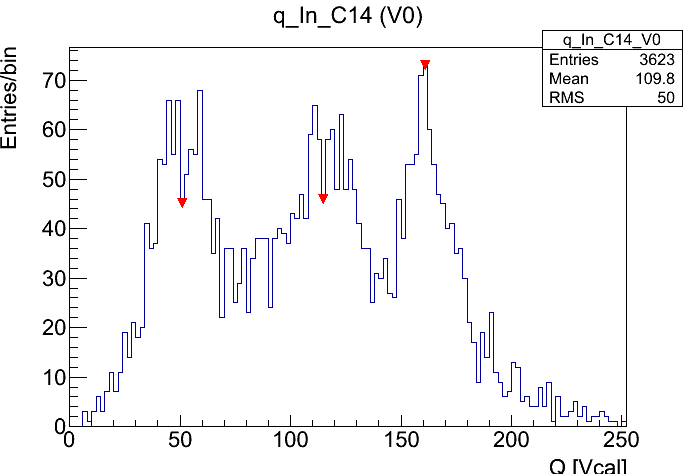 q_In_C14 (V0)
q_In_C14_V0
Entries 3623
Mean 109.8
RMS 50
Entries/bin
70
60
50
40
30
20
10
0
0 50 100 150 200 250
Q [Vcal]